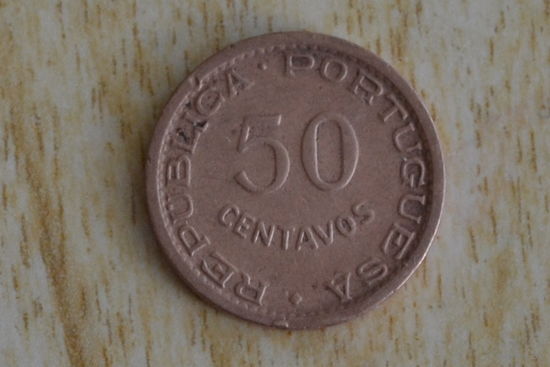 REPUBLICA · PORTUGUESA ·
50
CENTAVOS